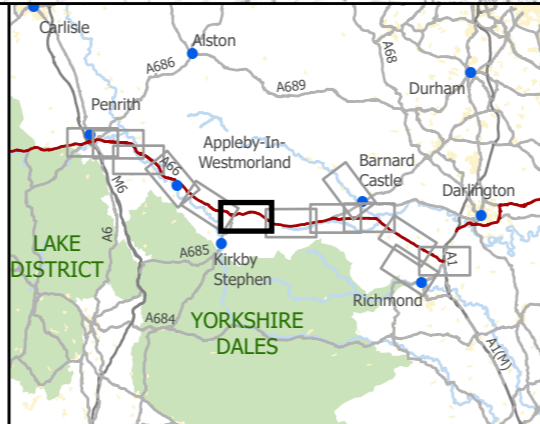 Carlisle
Alston
A68
A686
A689
Durham
Penrith
Appleby-In-
Westmorland
Barnard
Castle
A66
Darlington
M6
LAKE
DISTRICT
A6
A685
Kirkby
Stephen
A1
Richmond
A684
YORKSHIRE
DALES
A1(M)